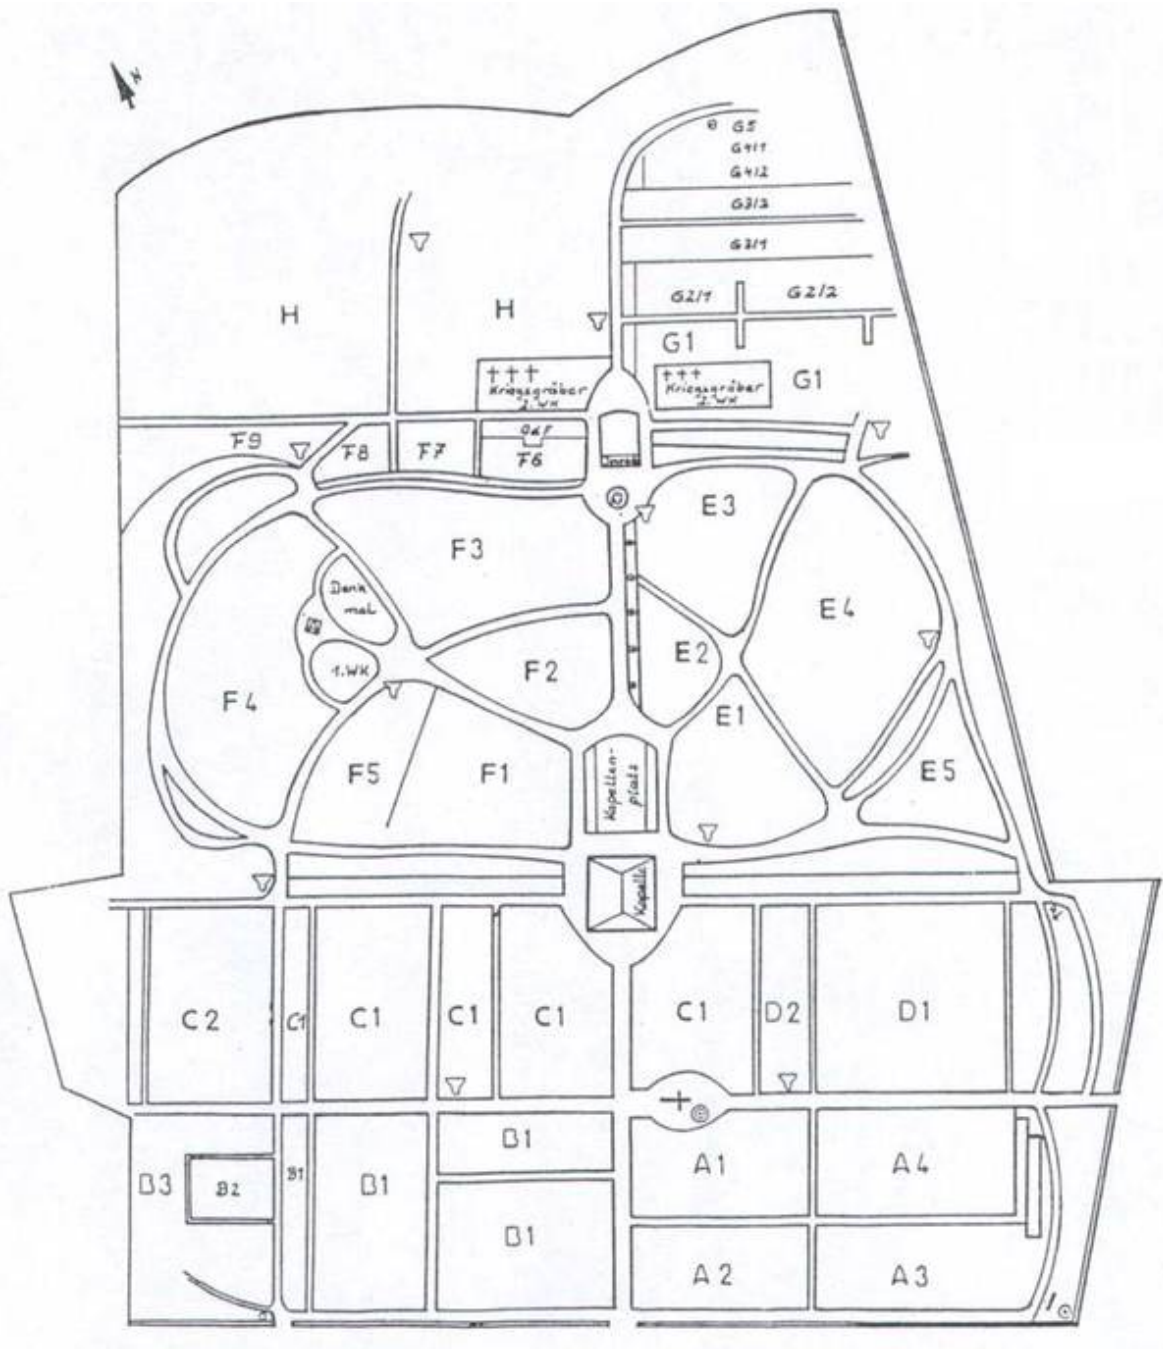 N
G5
G4/1
G4/2
G3/2
G3/1
G2/1
G2/2
H
H
G1
G1
Kriegsgräber
2. WK
Kriegsgräber
2. WK
F9
F8
F7
OdF
F6
E3
F3
Denk
mal
E4
E2
F2
1. WK
F4
E1
F5
F1
Kapellen-
platz
E5
Kapelle
C2
C1
C1
C1
C1
C1
D2
D1
B1
A1
A4
B3
B2
B1
B1
B1
A2
A3